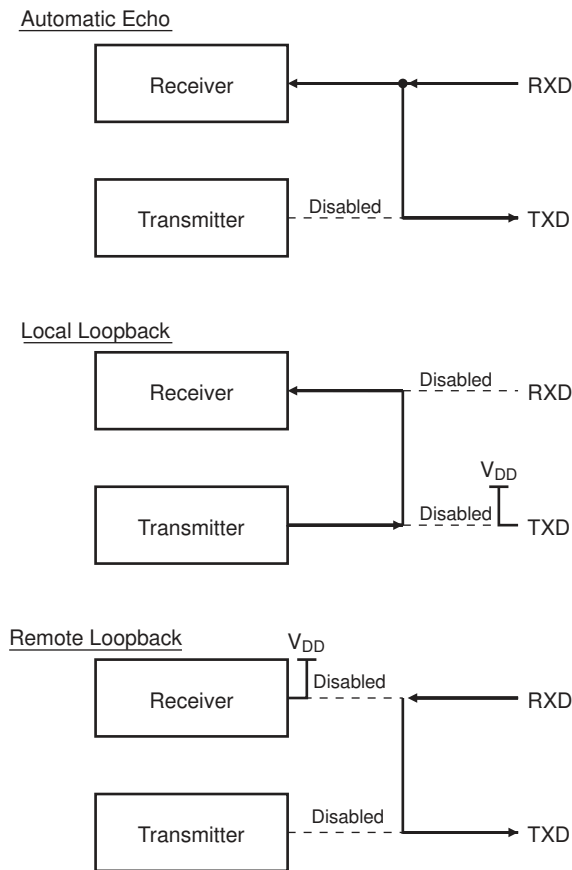 Automatic Echo
Receiver
RXD
Transmitter
Disabled
TXD
Local Loopback
Receiver
Disabled
RXD
VDD
Transmitter
Disabled
TXD
Remote Loopback
VDD
Receiver
Disabled
RXD
Transmitter
Disabled
TXD